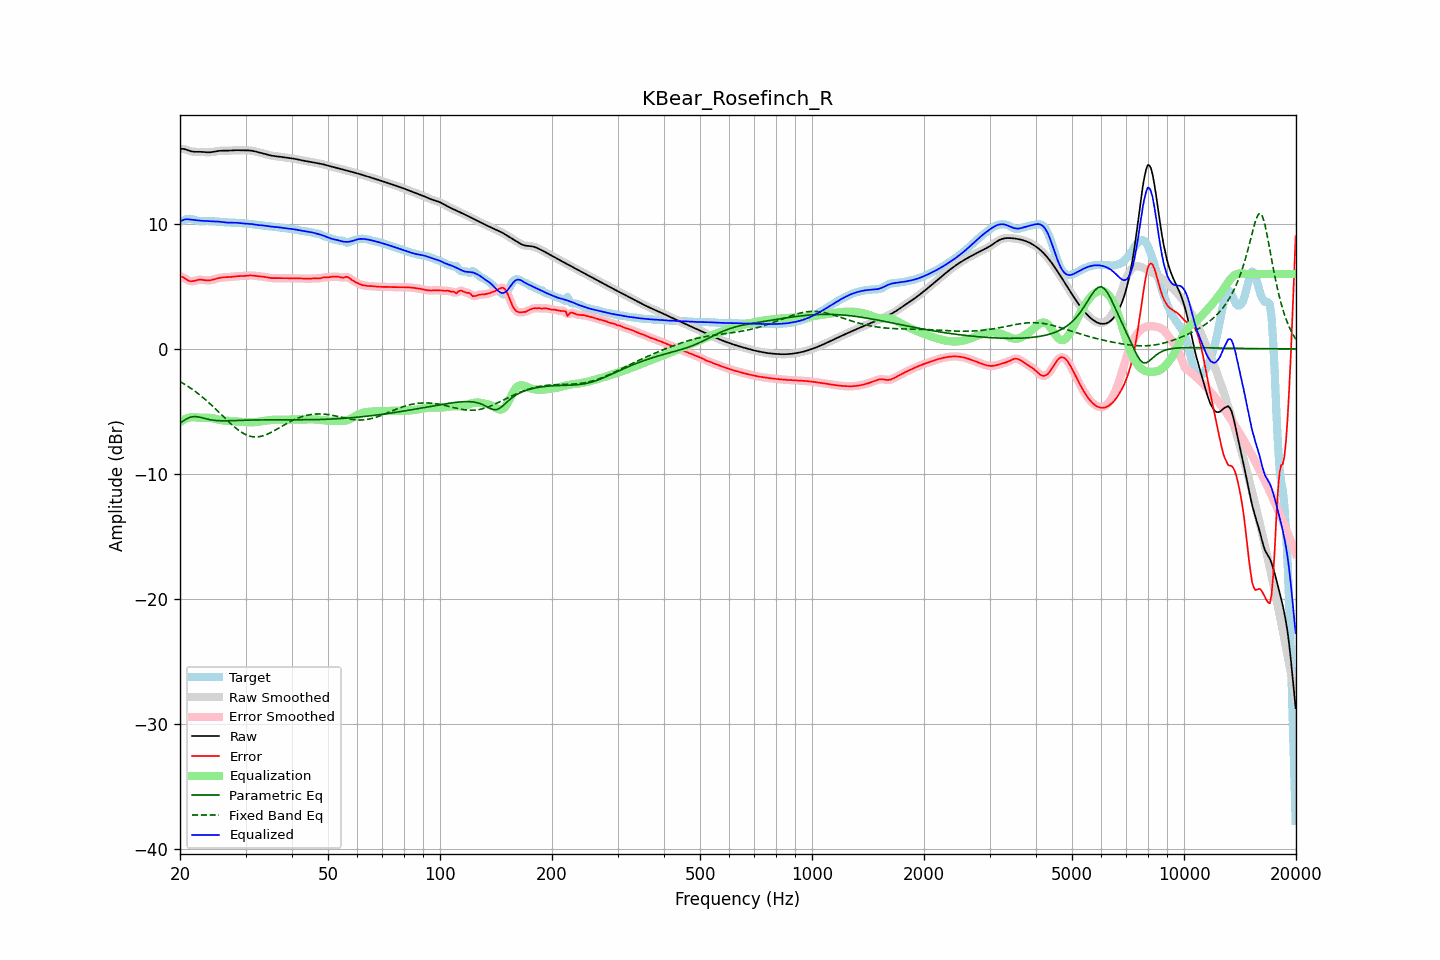 KBear_Rosefinch_R
10
0
−10
−20
−30
−40
Amplitude (dBr)
Target
Raw Smoothed
Error Smoothed
Raw
Error
Equalization
Parametric Eq
Fixed Band Eq
Equalized
20
50
100
200
500
1000
2000
5000
10000
20000
Frequency (Hz)